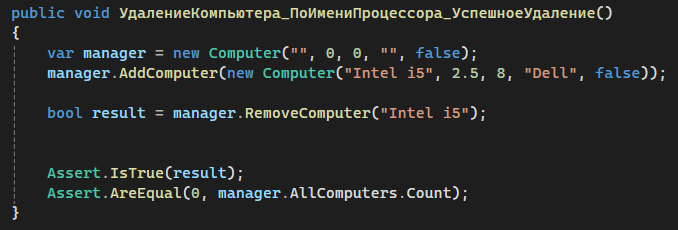 public void УдалениеКомпьютера_ПоИмениПроцессора_УспешноеУдаление()
{
var manager = new Computer("", 0, 0, "", false);
manager.AddComputer(new Computer("Intel i5", 2.5, 8, "Dell", false));
bool result = manager.RemoveComputer("Intel i5");
Assert.IsTrue(result);
Assert.AreEqual(0, manager.AllComputers.Count);
}